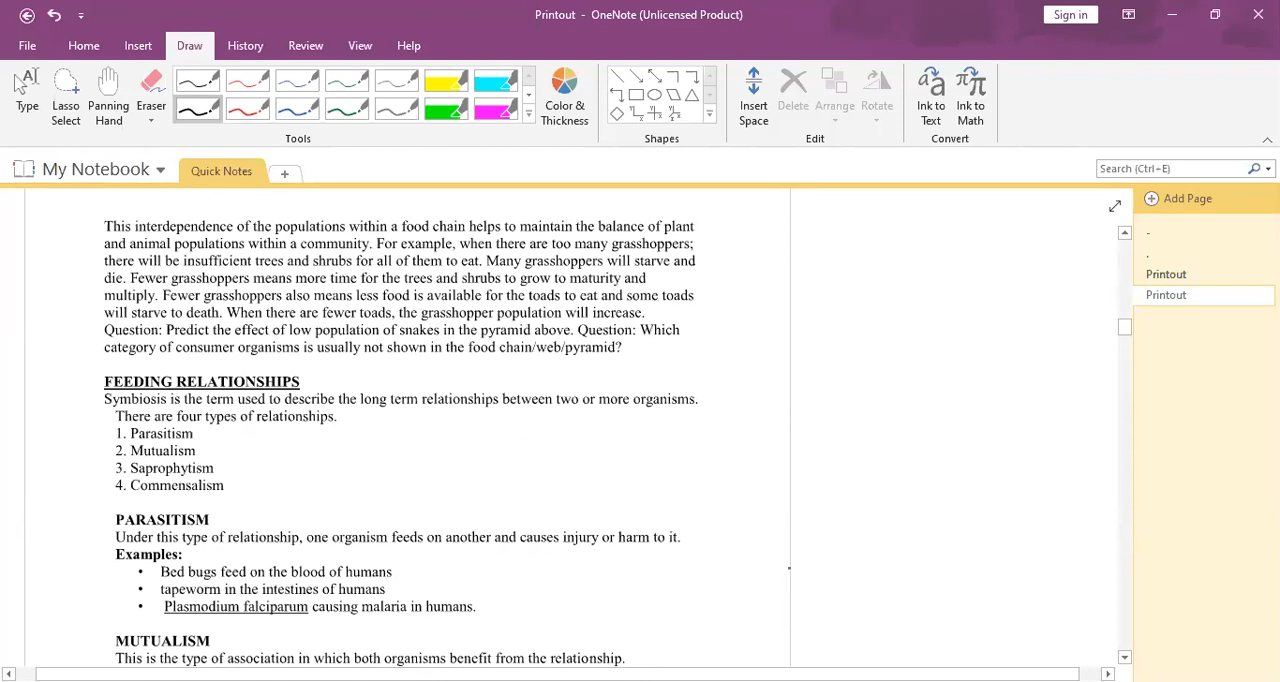 Printout - OneNote (Unlicensed Product)
Sign in
File Home Insert Draw History Review View Help
Type
Lasso Select
Panning Hand
Eraser
Color & Thickness
Insert Space
Delete
Arrange
Rotate
Ink to Text
Ink to Math
Tools
Shapes
Edit
Convert
My Notebook
Quick Notes
Search (Ctrl+E)
Add Page
-
.
Printout
Printout
This interdependence of the populations within a food chain helps to maintain the balance of plant
and animal populations within a community. For example, when there are too many grasshoppers;
there will be insufficient trees and shrubs for all of them to eat. Many grasshoppers will starve and
die. Fewer grasshoppers means more time for the trees and shrubs to grow to maturity and
multiply. Fewer grasshoppers also means less food is available for the toads to eat and some toads
will starve to death. When there are fewer toads, the grasshopper population will increase.
Question: Predict the effect of low population of snakes in the pyramid above. Question: Which
category of consumer organisms is usually not shown in the food chain/web/pyramid?
FEEDING RELATIONSHIPS
Symbiosis is the term used to describe the long term relationships between two or more organisms.
There are four types of relationships.
1. Parasitism
2. Mutualism
3. Saprophytism
4. Commensalism
PARASITISM
Under this type of relationship, one organism feeds on another and causes injury or harm to it.
Examples:
• Bed bugs feed on the blood of humans
• tapeworm in the intestines of humans
• Plasmodium falciparum causing malaria in humans.
MUTUALISM
This is the type of association in which both organisms benefit from the relationship.